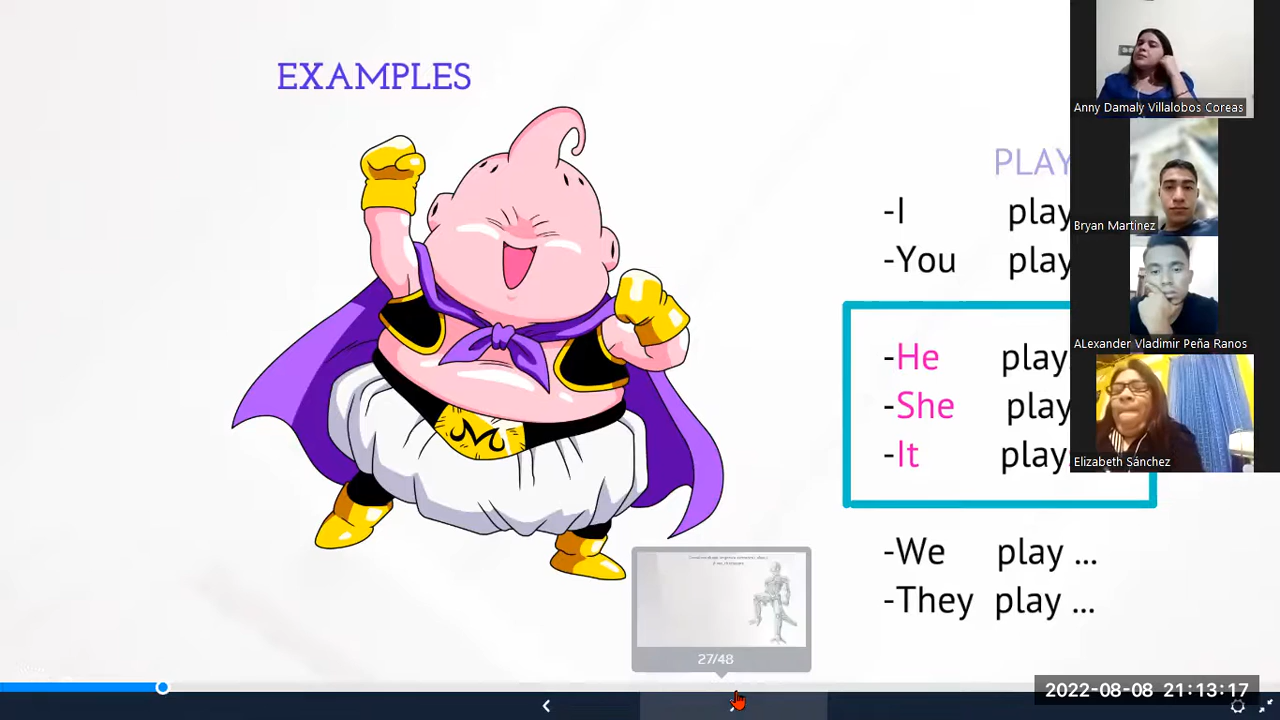 EXAMPLES
PLAY
-I play
-You play
-He play
-She play
-It play
-We play ...
-They play ...
Anny Damaly Villalobos Coreas
Bryan Martinez
ALexander Vladimir Peña Ranos
Elizabeth Sánchez
27/48
2022-08-08 21:13:17